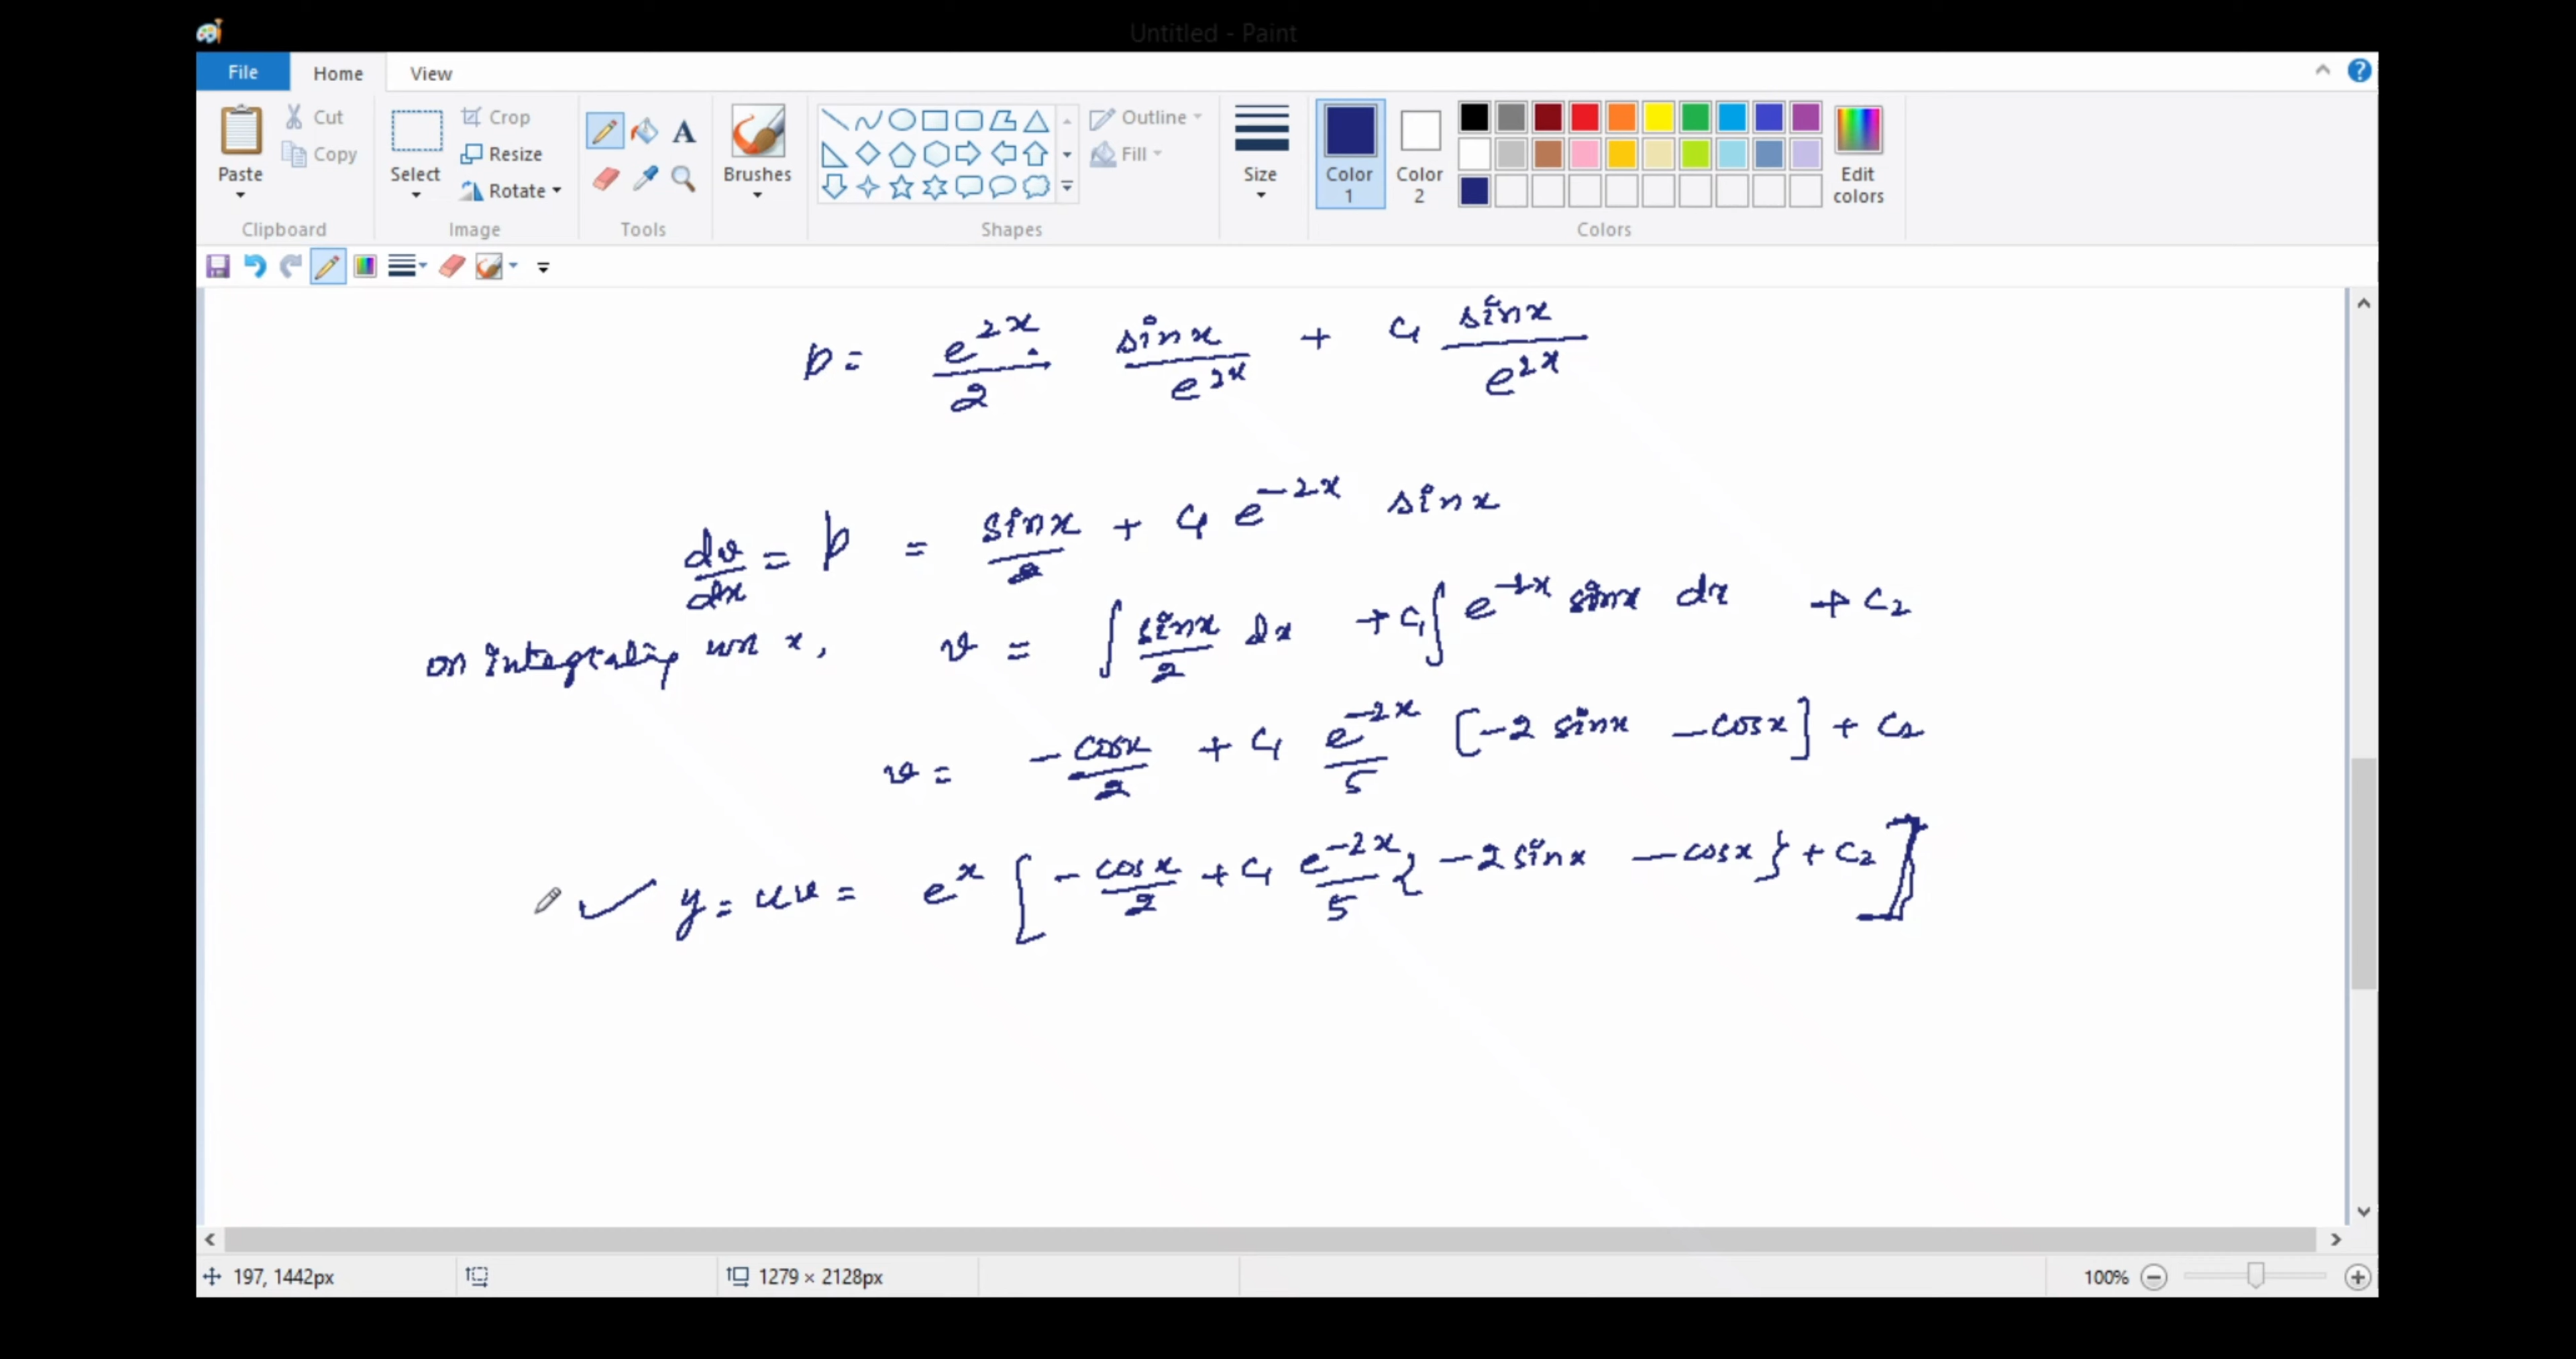 Untitled - Paint
File Home View
Paste Cut Copy Clipboard
Select Crop Resize Rotate Image
Tools
Brushes
Outline Fill Shapes
Size
Color 1
Color 2
Edit colors
Colors
p = e^{2x}/2 · sinx/e^{2x} + c₁ sinx/e^{2x}
dv/dx = p = sinx/2 + c₁ e^{-2x} sinx
on integrating wrt x, v = ∫ sinx/2 dx + c₁∫ e^{-2x} sinx dx + c₂
v = -cosx/2 + c₁ e^{-2x}/5 [-2 sinx - cosx] + c₂
✓ y = uv = e^x [-cosx/2 + c₁ e^{-2x}/5 {-2 sinx - cosx} + c₂]
197, 1442px 1279 × 2128px 100%